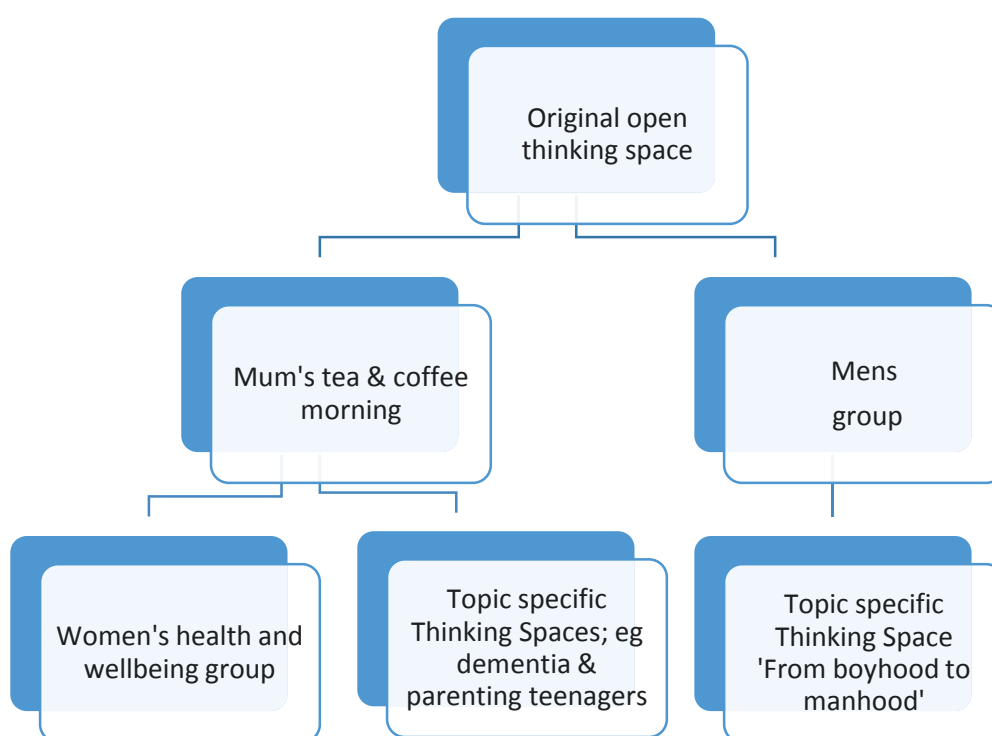 Original open
thinking space
Mum's tea & coffee
morning
Mens
group
Women's health and
wellbeing group
Topic specific
Thinking Spaces; eg
dementia &
parenting teenagers
Topic specific
Thinking Space
'From boyhood to
manhood'